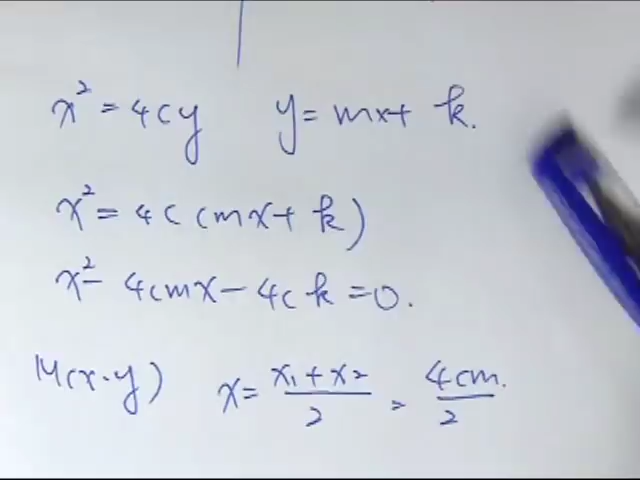 x² = 4cy  y = mx + k.
x² = 4c(mx + k)
x² - 4cmx - 4ck = 0.
M(x.y)  x = (x₁ + x₂)/2 = 4cm./2